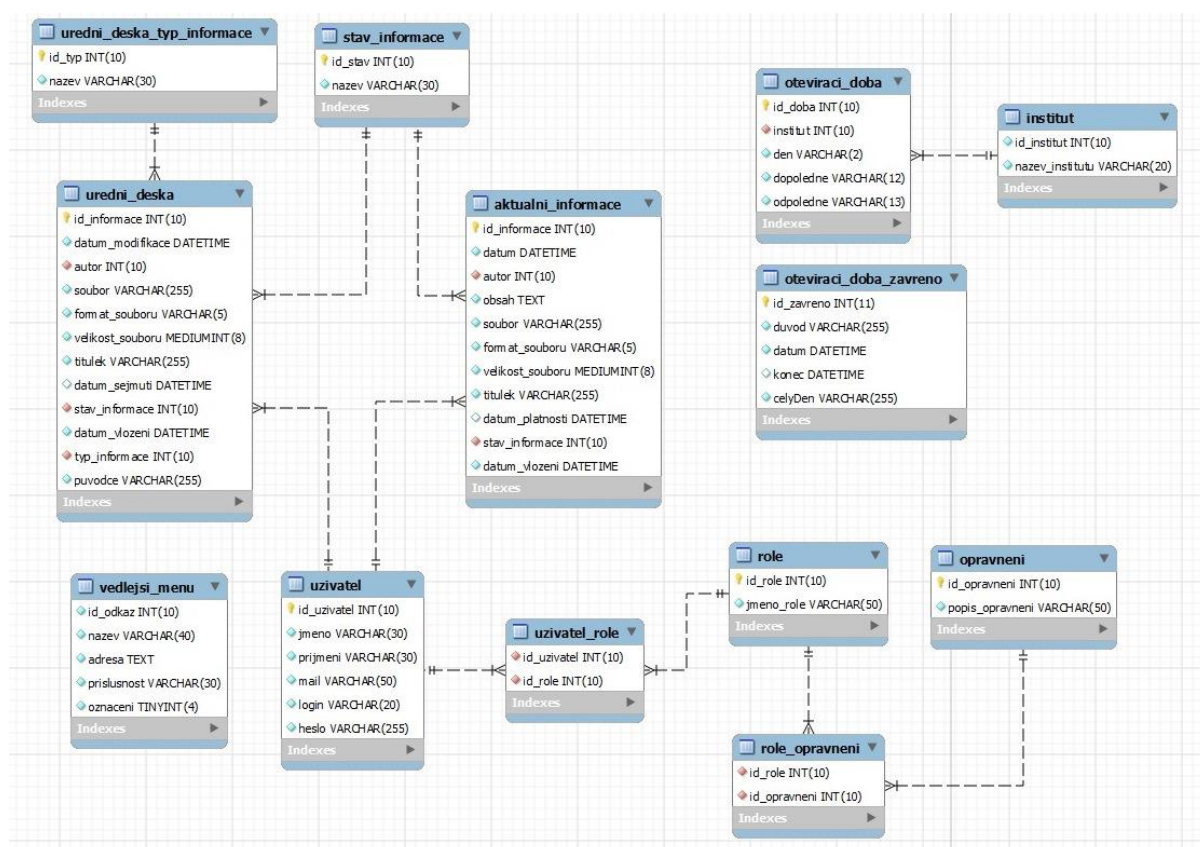 uredni_deska_typ_informace
id_typ INT(10)
nazev VARCHAR(30)
Indexes
stav_informace
id_stav INT(10)
nazev VARCHAR(30)
Indexes
oteviraci_doba
id_doba INT(10)
institut INT(10)
den VARCHAR(2)
dopoledne VARCHAR(12)
odpoledne VARCHAR(13)
Indexes
institut
id_institut INT(10)
nazev_institutu VARCHAR(20)
Indexes
uredni_deska
id_informace INT(10)
datum_modifikace DATETIME
autor INT(10)
soubor VARCHAR(255)
format_souboru VARCHAR(5)
velikost_souboru MEDIUMINT(8)
titulek VARCHAR(255)
datum_sejmuti DATETIME
stav_informace INT(10)
datum_vlozeni DATETIME
typ_informace INT(10)
puvodce VARCHAR(255)
Indexes
aktualni_informace
id_informace INT(10)
datum DATETIME
autor INT(10)
obsah TEXT
soubor VARCHAR(255)
format_souboru VARCHAR(5)
velikost_souboru MEDIUMINT(8)
titulek VARCHAR(255)
datum_platnosti DATETIME
stav_informace INT(10)
datum_vlozeni DATETIME
Indexes
oteviraci_doba_zavreno
id_zavreno INT(11)
duvod VARCHAR(255)
datum DATETIME
konec DATETIME
celyDen VARCHAR(255)
Indexes
vedlejsi_menu
id_odkaz INT(10)
nazev VARCHAR(40)
adresa TEXT
prislusnost VARCHAR(30)
oznaceni TINYINT(4)
Indexes
uzivatel
id_uzivatel INT(10)
jmeno VARCHAR(30)
prijmeni VARCHAR(30)
mail VARCHAR(50)
login VARCHAR(20)
heslo VARCHAR(255)
Indexes
uzivatel_role
id_uzivatel INT(10)
id_role INT(10)
Indexes
role
id_role INT(10)
jmeno_role VARCHAR(50)
Indexes
opravneni
id_opravneni INT(10)
popis_opravneni VARCHAR(50)
Indexes
role_opravneni
id_role INT(10)
id_opravneni INT(10)
Indexes